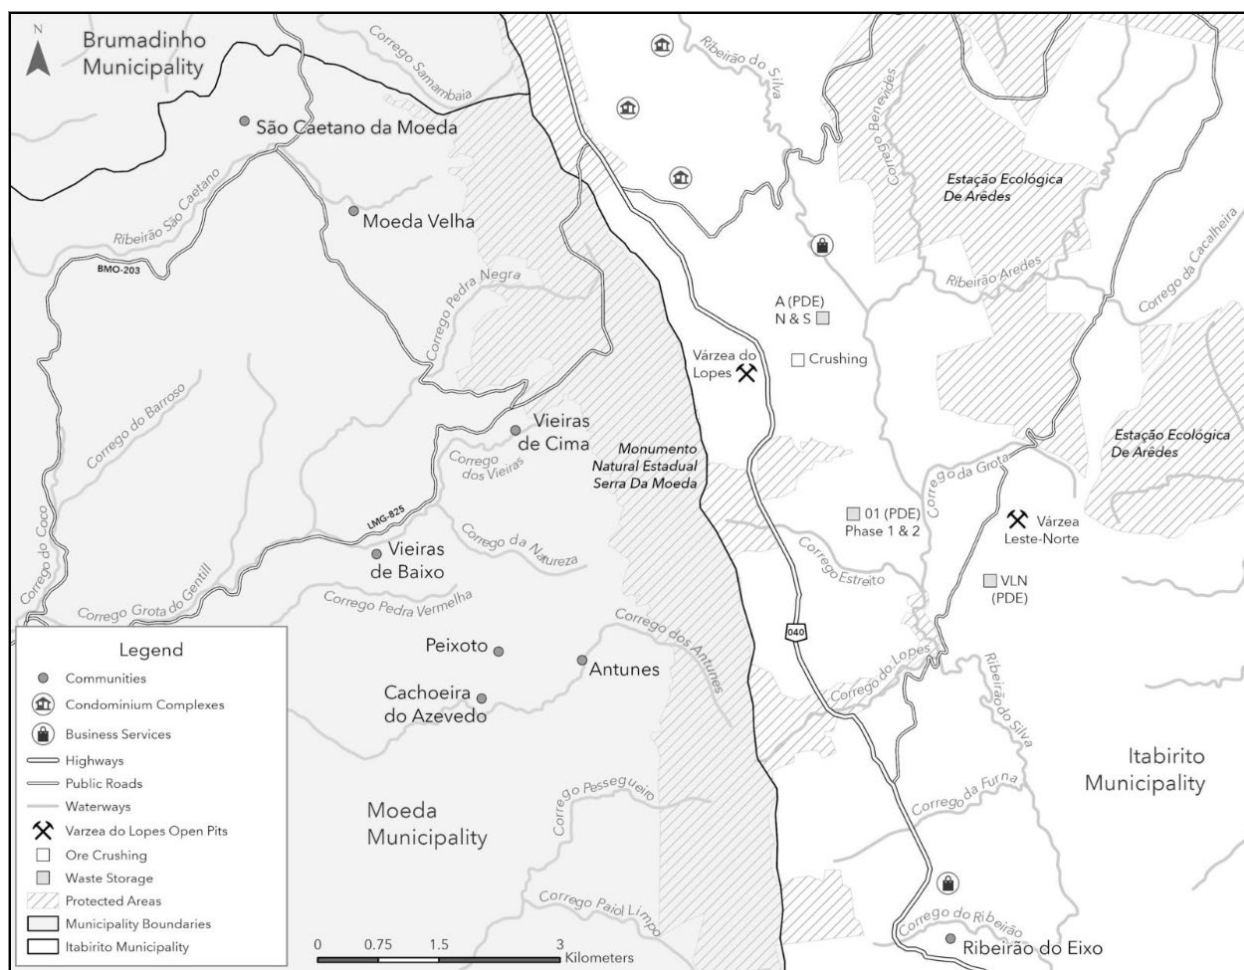 N
Brumadinho
Municipality
Corrego Samambaia
Ribeirão do Silva
Corrego Benevides
São Caetano da Moeda
Estação Ecológica
De Arêdes
Moeda Velha
Ribeirão São Caetano
BMO-203
Corrego Pedra Negra
Ribeirão Aredes
Corrego da Cacalheira
A (PDE)
N & S
Crushing
Várzea do
Lopes
Corrego do Barroso
Vieiras
de Cima
Corrego
dos Vieiras
Monumento
Natural Estadual
Serra Da Moeda
Estação Ecológica
De Arêdes
Corrego da Grota
LMG-825
01 (PDE)
Phase 1 & 2
Várzea
Leste-Norte
Corrego do Coco
Vieiras
de Baixo
Corrego da Natureza
Corrego Estreito
VLN
(PDE)
Corrego Grota do Gentill
Corrego Pedra Vermelha
Corrego dos Antunes
040
Peixoto
Antunes
Corrego do Lopes
Ribeirão do Silva
Cachoeira
do Azevedo
Itabirito
Municipality
Corrego Pessegueiro
Corrego da Furna
Moeda
Municipality
Corrego Paiol Limpo
Corrego do Ribeirão
Ribeirão do Eixo
Legend
Communities
Condominium Complexes
Business Services
Highways
Public Roads
Waterways
Varzea do Lopes Open Pits
Ore Crushing
Waste Storage
Protected Areas
Municipality Boundaries
Itabirito Municipality
0 0.75 1.5 3
Kilometers